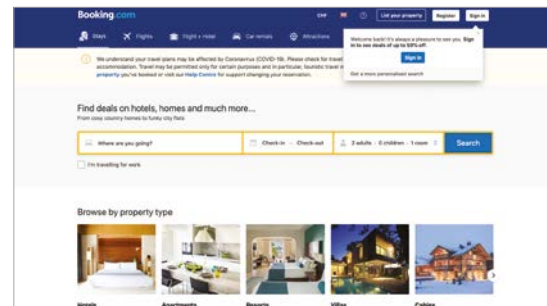 Booking.com
CHF
List your property
Register
Sign in
Stays
Flights
Flight + Hotel
Car rentals
Attractions
Welcome back! It's always a pleasure to see you. Sign
in to see deals of up to 50% off.
Sign in
Get a more personalised search
We understand your travel plans may be affected by Coronavirus (COVID-19). Please check for travel
accommodation. Travel may be permitted only for certain purposes and in particular, touristic travel
property you've booked or visit our Help Centre for support changing your reservation.
Find deals on hotels, homes and much more...
From cosy country homes to funky city flats
Where are you going?
Check-in - Check-out
2 adults · 0 children · 1 room
Search
I'm travelling for work
Browse by property type
Hotels
Apartments
Resorts
Villas
Cabins